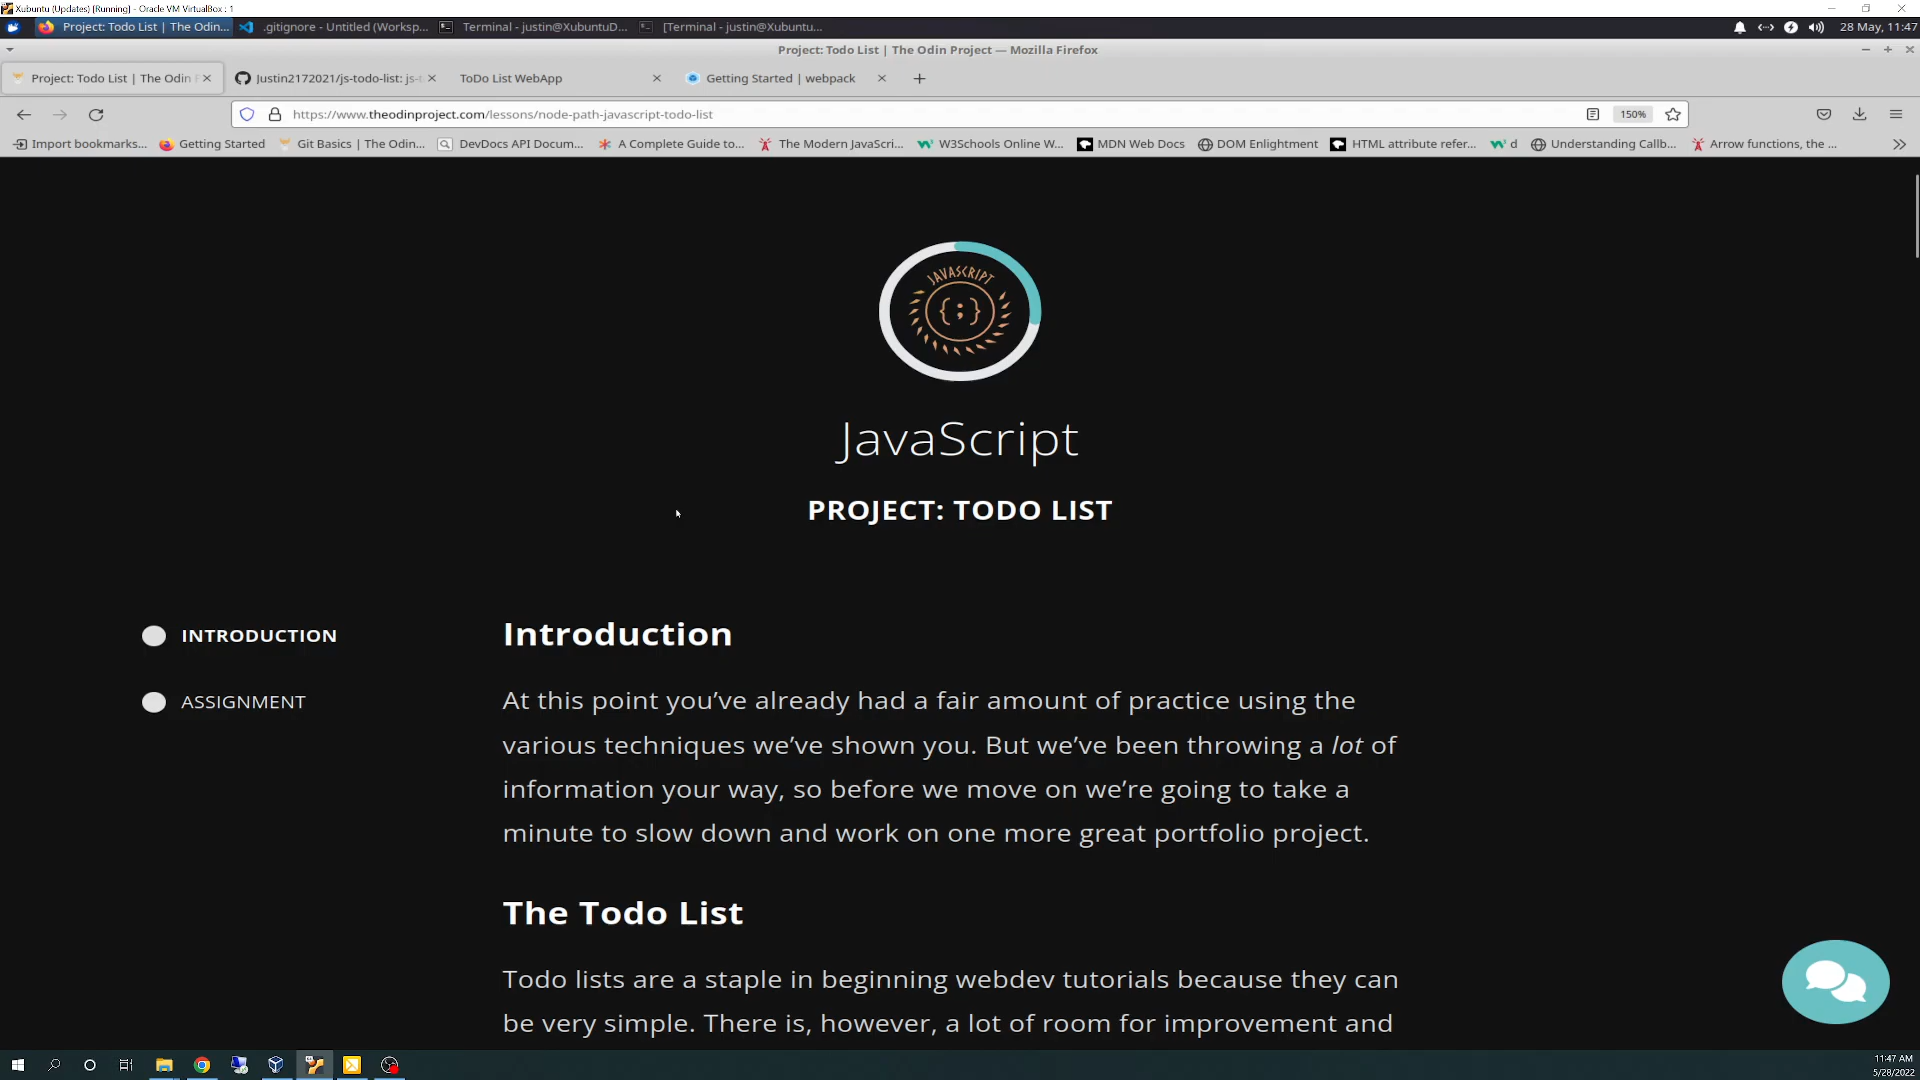 Xubuntu (Updates) [Running] - Oracle VM VirtualBox : 1
Project: Todo List | The Odin...
.gitignore - Untitled (Worksp...
Terminal - justin@XubuntuD...
[Terminal - justin@Xubuntu...
28 May, 11:47
Project: Todo List | The Odin Project — Mozilla Firefox
Project: Todo List | The Odin P
Justin2172021/js-todo-list: js-t
ToDo List WebApp
Getting Started | webpack
https://www.theodinproject.com/lessons/node-path-javascript-todo-list
150%
Import bookmarks...
Getting Started
Git Basics | The Odin...
DevDocs API Docum...
A Complete Guide to...
The Modern JavaScri...
W3Schools Online W...
MDN Web Docs
DOM Enlightment
HTML attribute refer...
d
Understanding Callb...
Arrow functions, the ...
JAVASCRIPT
{;}
JavaScript
PROJECT: TODO LIST
INTRODUCTION
ASSIGNMENT
Introduction
At this point you’ve already had a fair amount of practice using the
various techniques we’ve shown you. But we’ve been throwing a lot of
information your way, so before we move on we’re going to take a
minute to slow down and work on one more great portfolio project.
The Todo List
Todo lists are a staple in beginning webdev tutorials because they can
be very simple. There is, however, a lot of room for improvement and
11:47 AM
5/28/2022